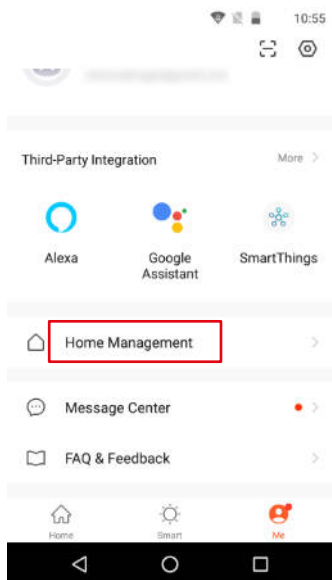 10:55
Third-Party Integration More
Alexa Google Assistant SmartThings
Home Management
Message Center
FAQ & Feedback
Home Smart Me